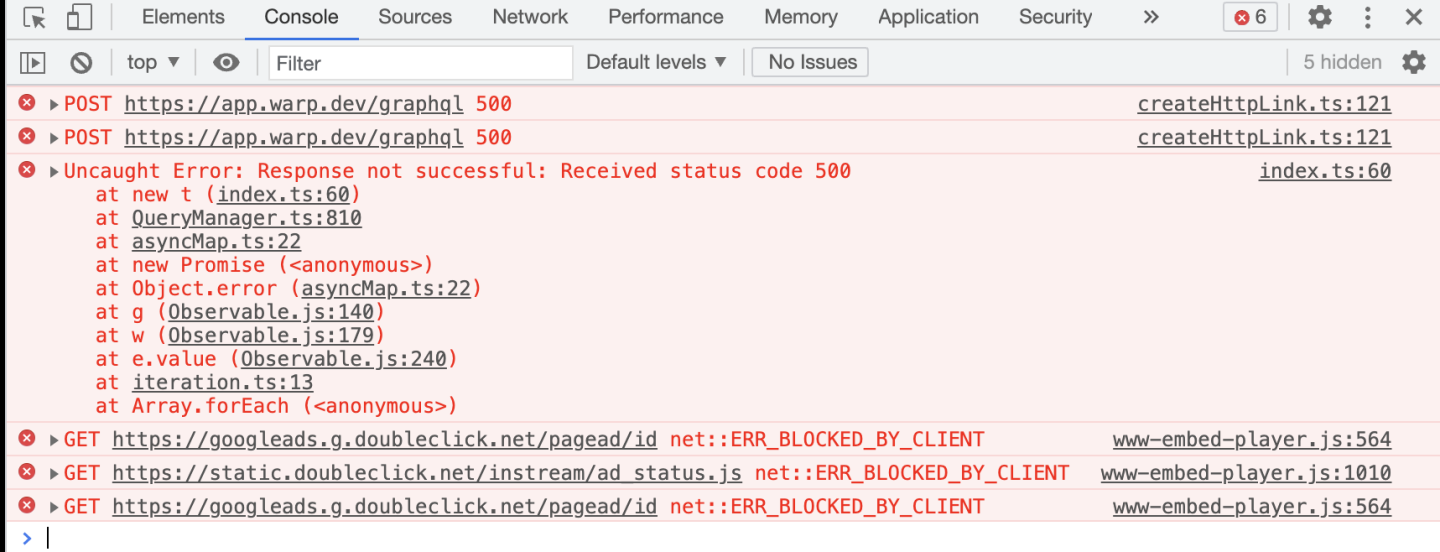 Elements Console Sources Network Performance Memory Application Security » 6
top ▼ Filter Default levels ▼ No Issues 5 hidden
POST https://app.warp.dev/graphql 500 createHttpLink.ts:121
POST https://app.warp.dev/graphql 500 createHttpLink.ts:121
Uncaught Error: Response not successful: Received status code 500 index.ts:60
at new t (index.ts:60)
at QueryManager.ts:810
at asyncMap.ts:22
at new Promise (<anonymous>)
at Object.error (asyncMap.ts:22)
at g (Observable.js:140)
at w (Observable.js:179)
at e.value (Observable.js:240)
at iteration.ts:13
at Array.forEach (<anonymous>)
GET https://googleads.g.doubleclick.net/pagead/id net::ERR_BLOCKED_BY_CLIENT www-embed-player.js:564
GET https://static.doubleclick.net/instream/ad_status.js net::ERR_BLOCKED_BY_CLIENT www-embed-player.js:1010
GET https://googleads.g.doubleclick.net/pagead/id net::ERR_BLOCKED_BY_CLIENT www-embed-player.js:564